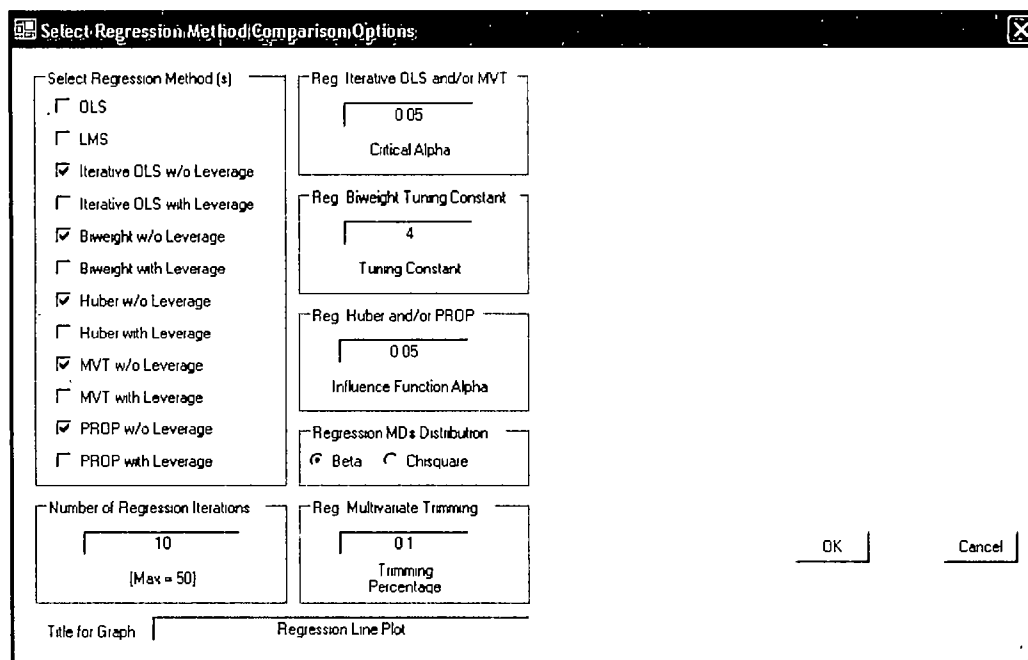 Select Regression Method Comparison Options
Select Regression Method (s)
OLS
LMS
Iterative OLS w/o Leverage
Iterative OLS with Leverage
Biweight w/o Leverage
Biweight with Leverage
Huber w/o Leverage
Huber with Leverage
MVT w/o Leverage
MVT with Leverage
PROP w/o Leverage
PROP with Leverage
Number of Regression Iterations
10
[Max = 50]
Title for Graph
Regression Line Plot
Reg Iterative OLS and/or MVT
0 05
Critical Alpha
Reg Biweight Tuning Constant
4
Tuning Constant
Reg Huber and/or PROP
0 05
Influence Function Alpha
Regression MDs Distribution
Beta
Chisquare
Reg Multivariate Trimming
0 1
Trimming
Percentage
OK
Cancel